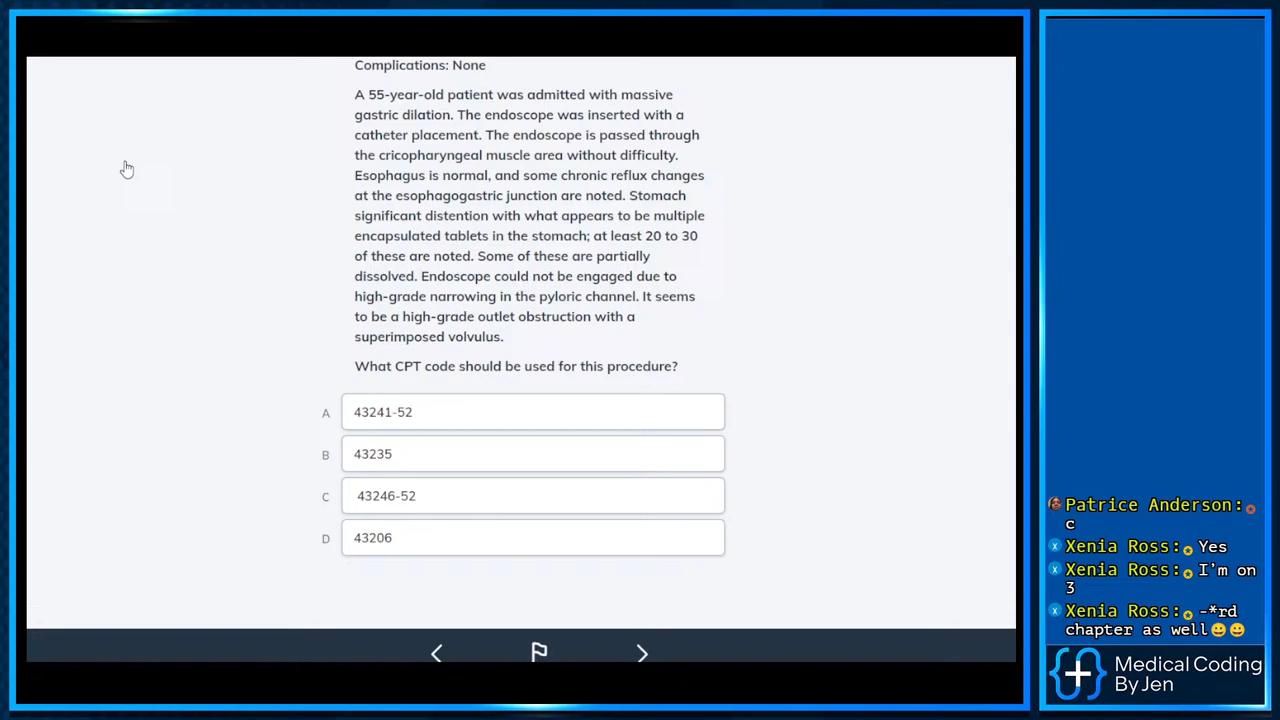 Complications: None
A 55-year-old patient was admitted with massive
gastric dilation. The endoscope was inserted with a
catheter placement. The endoscope is passed through
the cricopharyngeal muscle area without difficulty.
Esophagus is normal, and some chronic reflux changes
at the esophagogastric junction are noted. Stomach
significant distention with what appears to be multiple
encapsulated tablets in the stomach; at least 20 to 30
of these are noted. Some of these are partially
dissolved. Endoscope could not be engaged due to
high-grade narrowing in the pyloric channel. It seems
to be a high-grade outlet obstruction with a
superimposed volvulus.
What CPT code should be used for this procedure?
A 43241-52
B 43235
C 43246-52
D 43206
Patrice Anderson:
c
X Xenia Ross: Yes
X Xenia Ross: I'm on
3
X Xenia Ross: -*rd
chapter as well😀😀
Medical Coding
By Jen